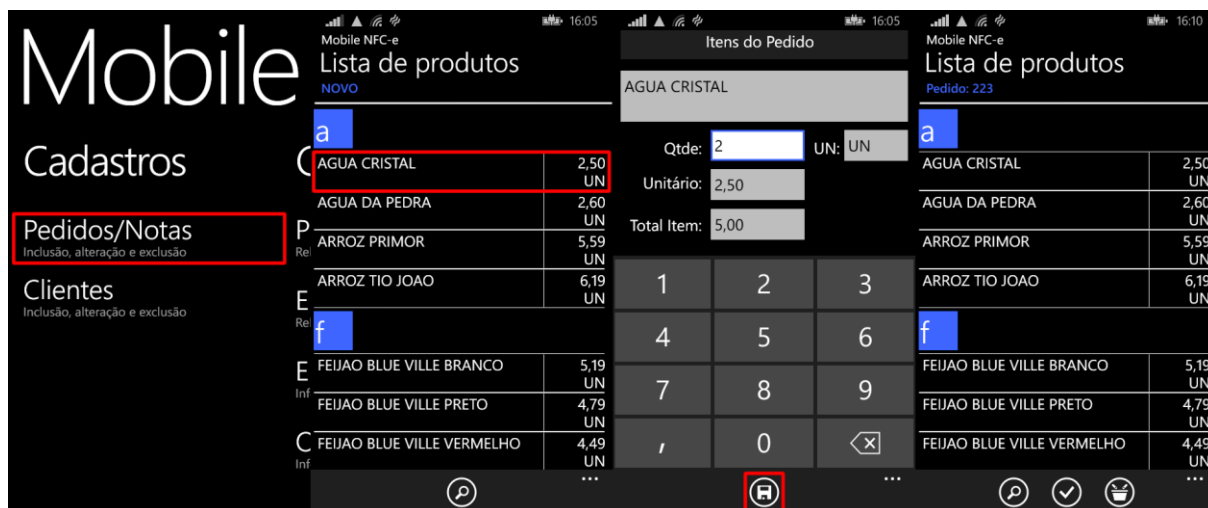 Mobile
Cadastros
Pedidos/Notas
Inclusão, alteração e exclusão
Clientes
Inclusão, alteração e exclusão
C
P
Rel
E
Rel
E
Inf
C
Inf
16:05
Mobile NFC-e
Lista de produtos
NOVO
a
AGUA CRISTAL 2,50
UN
AGUA DA PEDRA 2,60
UN
ARROZ PRIMOR 5,59
UN
ARROZ TIO JOAO 6,19
UN
f
FEIJAO BLUE VILLE BRANCO 5,19
UN
FEIJAO BLUE VILLE PRETO 4,79
UN
FEIJAO BLUE VILLE VERMELHO 4,49
UN
16:05
Itens do Pedido
AGUA CRISTAL
Qtde: 2 UN: UN
Unitário: 2,50
Total Item: 5,00
1 2 3
4 5 6
7 8 9
, 0
16:10
Mobile NFC-e
Lista de produtos
Pedido: 223
a
AGUA CRISTAL 2,50
UN
AGUA DA PEDRA 2,60
UN
ARROZ PRIMOR 5,59
UN
ARROZ TIO JOAO 6,19
UN
f
FEIJAO BLUE VILLE BRANCO 5,19
UN
FEIJAO BLUE VILLE PRETO 4,79
UN
FEIJAO BLUE VILLE VERMELHO 4,49
UN